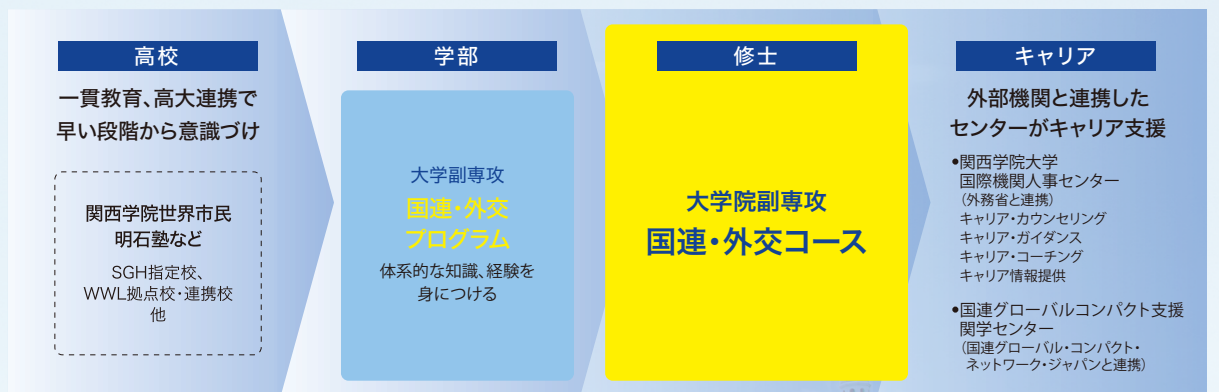 高校
一貫教育、高大連携で
早い段階から意識づけ
関西学院世界市民
明石塾など
SGH指定校、
WWL拠点校・連携校
他
学部
大学副専攻
国連・外交
プログラム
体系的な知識、経験を
身につける
修士
大学院副専攻
国連・外交コース
キャリア
外部機関と連携した
センターがキャリア支援
•関西学院大学
国際機関人事センター
（外務省と連携）
キャリア・カウンセリング
キャリア・ガイダンス
キャリア・コーチング
キャリア情報提供
•国連グローバルコンパクト支援
関学センター
（国連グローバル・コンパクト・
ネットワーク・ジャパンと連携）